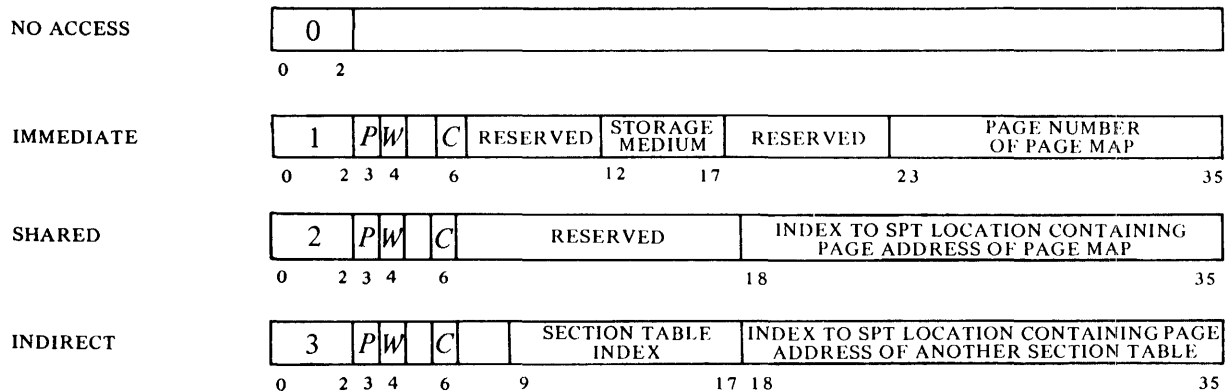 NO ACCESS 0
0 2
IMMEDIATE 1 P W C RESERVED STORAGE MEDIUM RESERVED PAGE NUMBER OF PAGE MAP
0 2 3 4 6 12 17 23 35
SHARED 2 P W C RESERVED INDEX TO SPT LOCATION CONTAINING PAGE ADDRESS OF PAGE MAP
0 2 3 4 6 18 35
INDIRECT 3 P W C SECTION TABLE INDEX INDEX TO SPT LOCATION CONTAINING PAGE ADDRESS OF ANOTHER SECTION TABLE
0 2 3 4 6 9 17 18 35